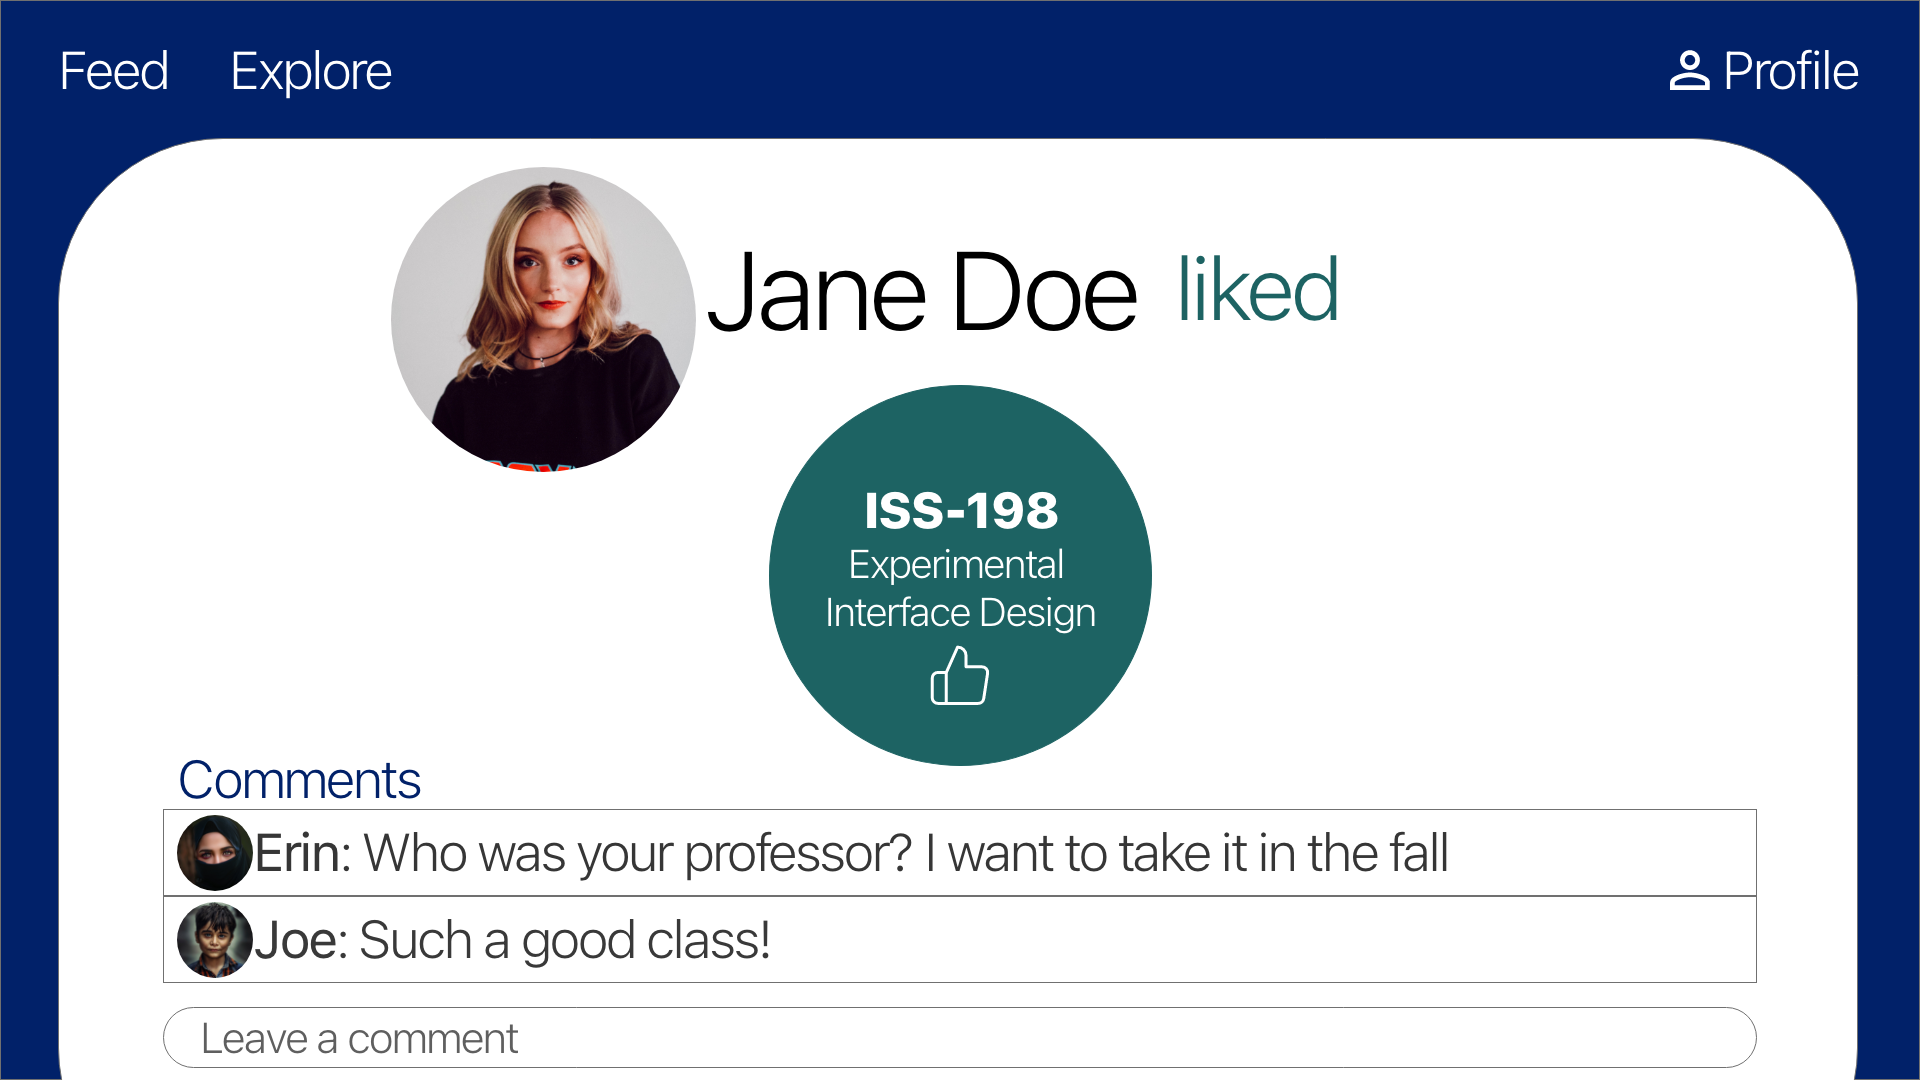 Feed Explore Profile
Jane Doe liked
ISS-198
Experimental
Interface Design
Comments
Erin: Who was your professor? I want to take it in the fall
Joe: Such a good class!
Leave a comment